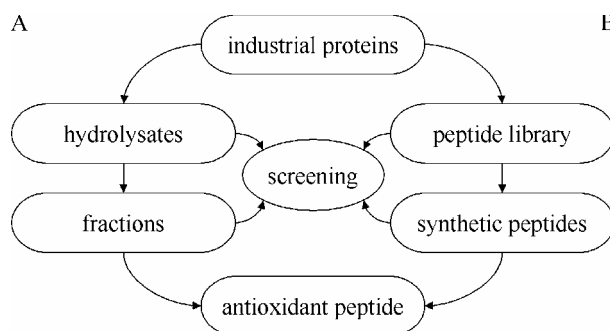 A
B
industrial proteins
hydrolysates
peptide library
screening
fractions
synthetic peptides
antioxidant peptide